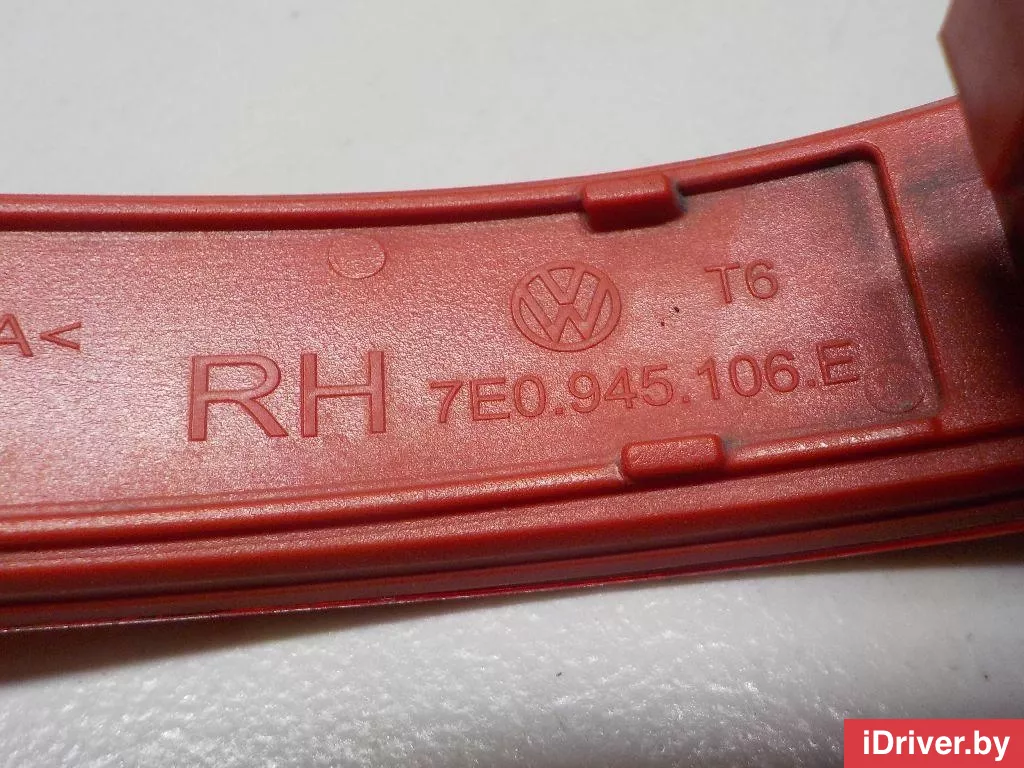 T6
A<
RH 7E0.945.106.E
iDriver.by